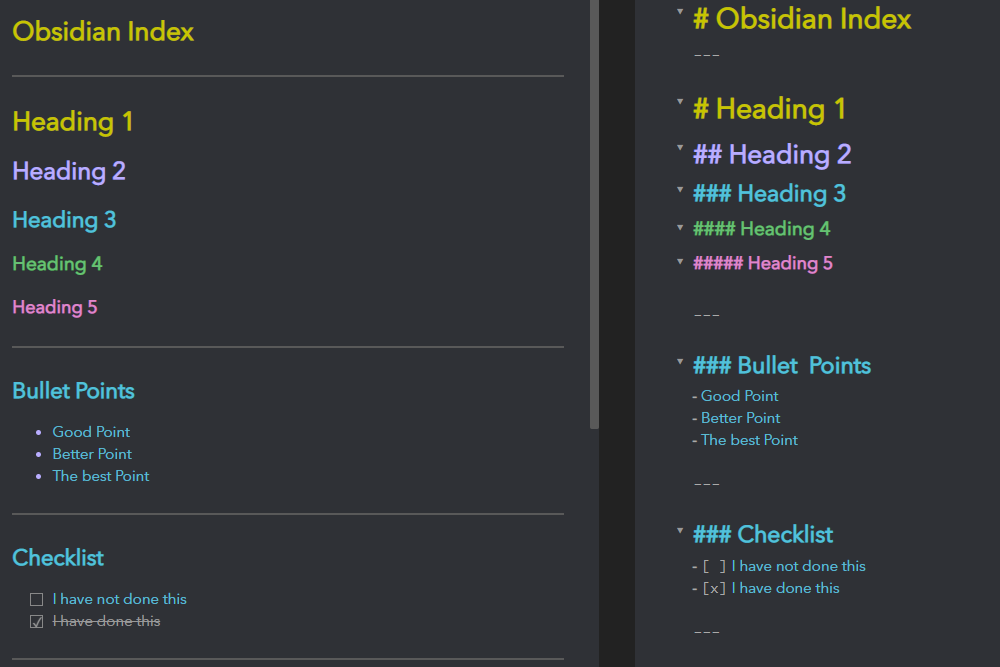 Obsidian Index
Heading 1
Heading 2
Heading 3
Heading 4
Heading 5
Bullet Points
• Good Point
• Better Point
• The best Point
Checklist
☐ I have not done this
☑ I have done this
# Obsidian Index
---
# Heading 1
## Heading 2
### Heading 3
#### Heading 4
##### Heading 5
---
### Bullet  Points
- Good Point
- Better Point
- The best Point
---
### Checklist
- [ ] I have not done this
- [x] I have done this
---